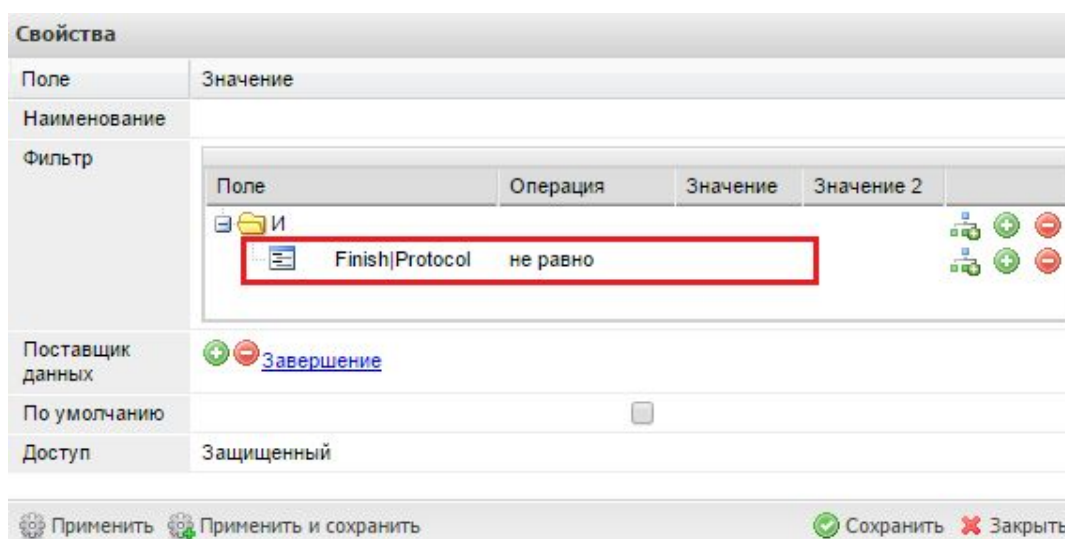 Свойства
Поле Значение
Наименование
Фильтр
Поле Операция Значение Значение 2
И
Finish|Protocol не равно
Поставщик
данных
Завершение
По умолчанию
Доступ Защищенный
Применить Применить и сохранить Сохранить Закрыть